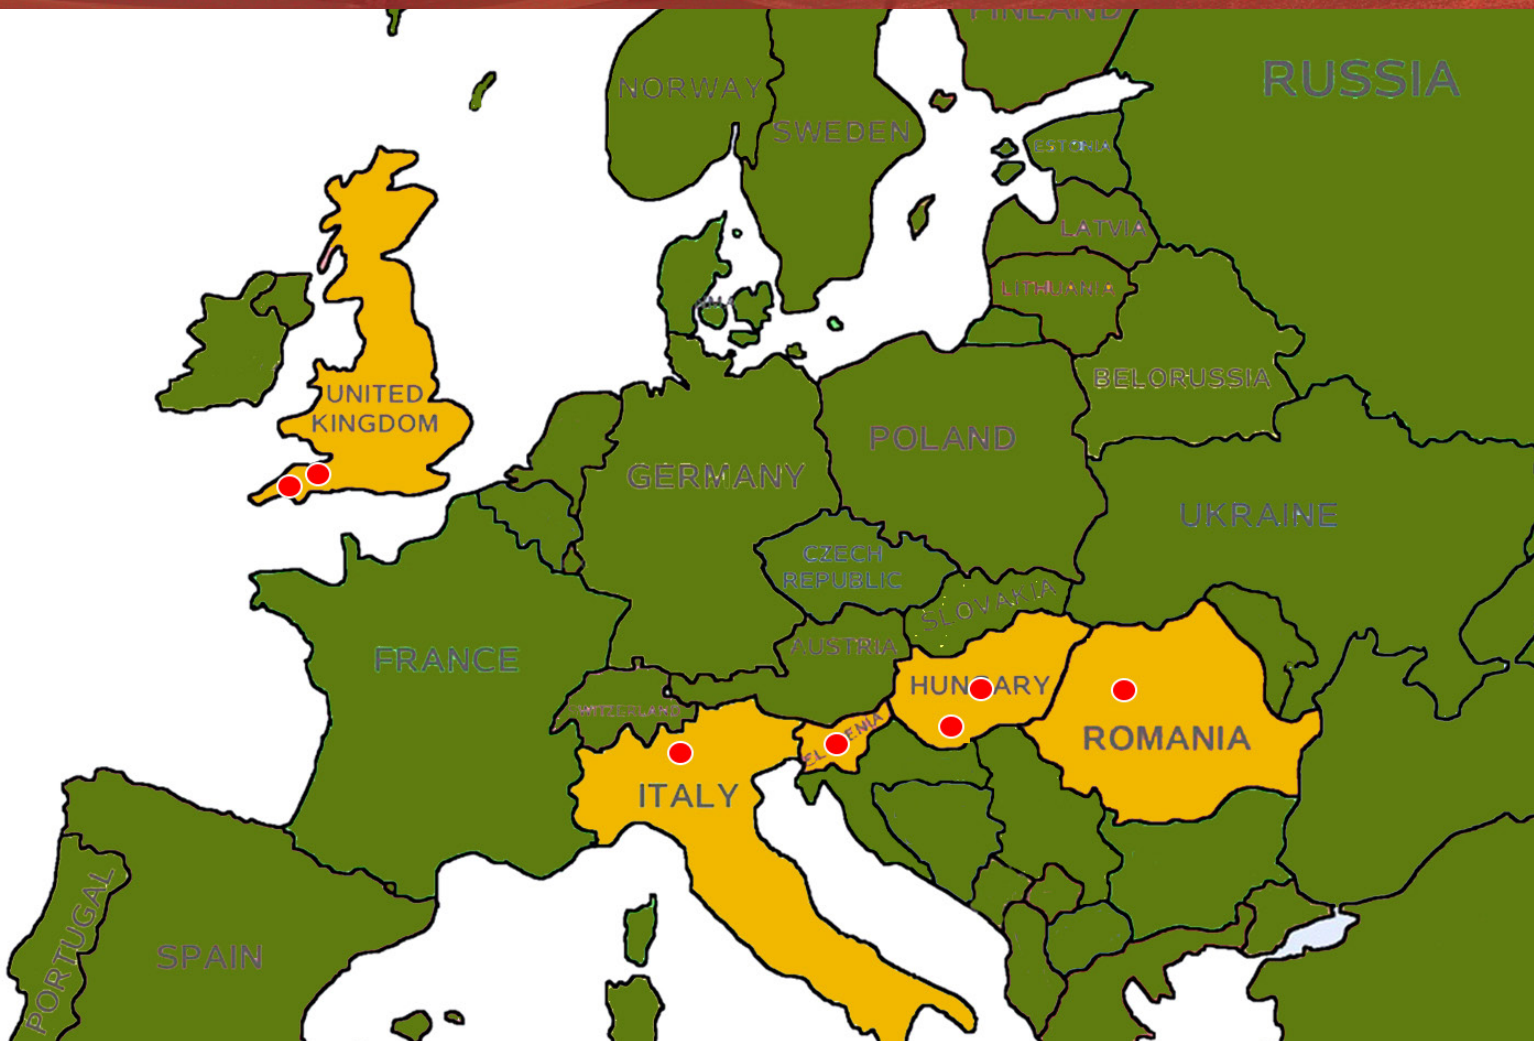 FINLAND
RUSSIA
NORWAY
SWEDEN
ESTONIA
LATVIA
LITHUANIA
UNITED
KINGDOM
BELORUSSIA
POLAND
GERMANY
UKRAINE
CZECH
REPUBLIC
SLOVAKIA
AUSTRIA
FRANCE
HUNGARY
ROMANIA
ITALY
PORTUGAL
SPAIN